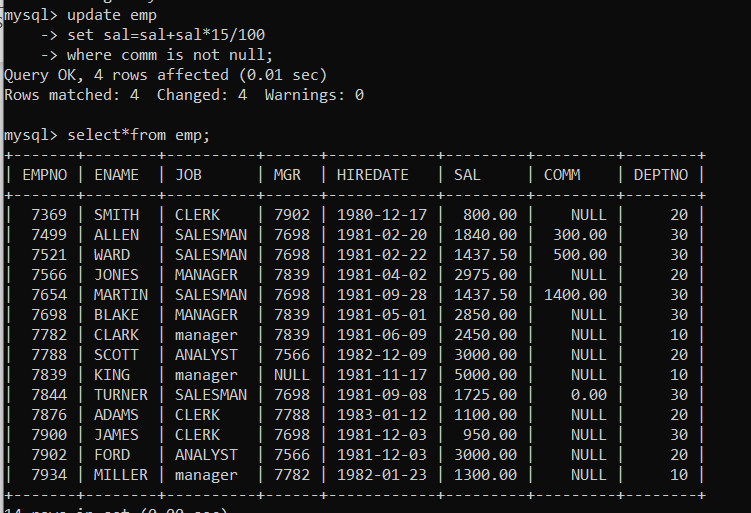 mysql> update emp
    -> set sal=sal+sal*15/100
    -> where comm is not null;
Query OK, 4 rows affected (0.01 sec)
Rows matched: 4  Changed: 4  Warnings: 0
mysql> select*from emp;
+-------+--------+----------+------+------------+---------+---------+--------+
| EMPNO | ENAME  | JOB      | MGR  | HIREDATE   | SAL     | COMM    | DEPTNO |
+-------+--------+----------+------+------------+---------+---------+--------+
|  7369 | SMITH  | CLERK    | 7902 | 1980-12-17 |  800.00 |    NULL |     20 |
|  7499 | ALLEN  | SALESMAN | 7698 | 1981-02-20 | 1840.00 |  300.00 |     30 |
|  7521 | WARD   | SALESMAN | 7698 | 1981-02-22 | 1437.50 |  500.00 |     30 |
|  7566 | JONES  | MANAGER  | 7839 | 1981-04-02 | 2975.00 |    NULL |     20 |
|  7654 | MARTIN | SALESMAN | 7698 | 1981-09-28 | 1437.50 | 1400.00 |     30 |
|  7698 | BLAKE  | MANAGER  | 7839 | 1981-05-01 | 2850.00 |    NULL |     30 |
|  7782 | CLARK  | manager  | 7839 | 1981-06-09 | 2450.00 |    NULL |     10 |
|  7788 | SCOTT  | ANALYST  | 7566 | 1982-12-09 | 3000.00 |    NULL |     20 |
|  7839 | KING   | manager  | NULL | 1981-11-17 | 5000.00 |    NULL |     10 |
|  7844 | TURNER | SALESMAN | 7698 | 1981-09-08 | 1725.00 |    0.00 |     30 |
|  7876 | ADAMS  | CLERK    | 7788 | 1983-01-12 | 1100.00 |    NULL |     20 |
|  7900 | JAMES  | CLERK    | 7698 | 1981-12-03 |  950.00 |    NULL |     30 |
|  7902 | FORD   | ANALYST  | 7566 | 1981-12-03 | 3000.00 |    NULL |     20 |
|  7934 | MILLER | manager  | 7782 | 1982-01-23 | 1300.00 |    NULL |     10 |
+-------+--------+----------+------+------------+---------+---------+--------+
14 rows in set (0.00 sec)